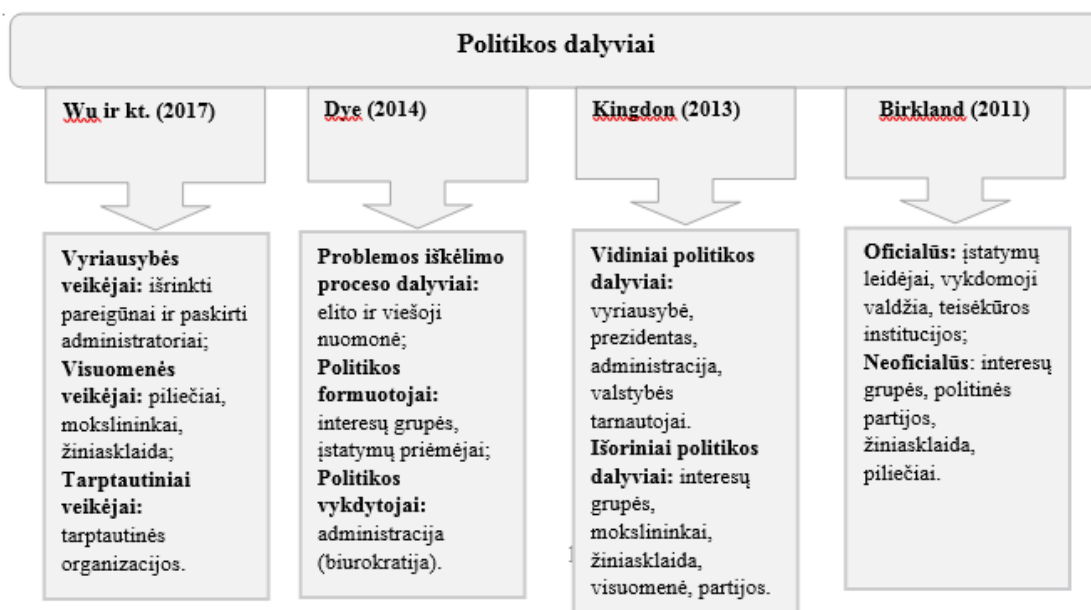 Politikos dalyviai
Wu ir kt. (2017)
Vyriausybės
veikėjai: išrinkti
pareigūnai ir paskirti
administratoriai;
Visuomenės
veikėjai: piliečiai,
mokslininkai,
žiniasklaida;
Tarptautiniai
veikėjai:
tarptautinės
organizacijos.
Dye (2014)
Problemos iškėlimo
proceso dalyviai:
elito ir viešoji
nuomonė;
Politikos
formuotojai:
interesų grupės,
įstatymų priėmėjai;
Politikos
vykdytojai:
administracija
(biurokratija).
Kingdon (2013)
Vidiniai politikos
dalyviai:
vyriausybė,
prezidentas,
administracija,
valstybės
tarnautojai.
Išoriniai politikos
dalyviai: interesų
grupės,
mokslininkai,
žiniasklaida,
visuomenė, partijos.
Birkland (2011)
Oficialūs: įstatymų
leidėjai, vykdomoji
valdžia, teisėkūros
institucijos;
Neoficialūs: interesų
grupės, politinės
partijos,
žiniasklaida,
piliečiai.